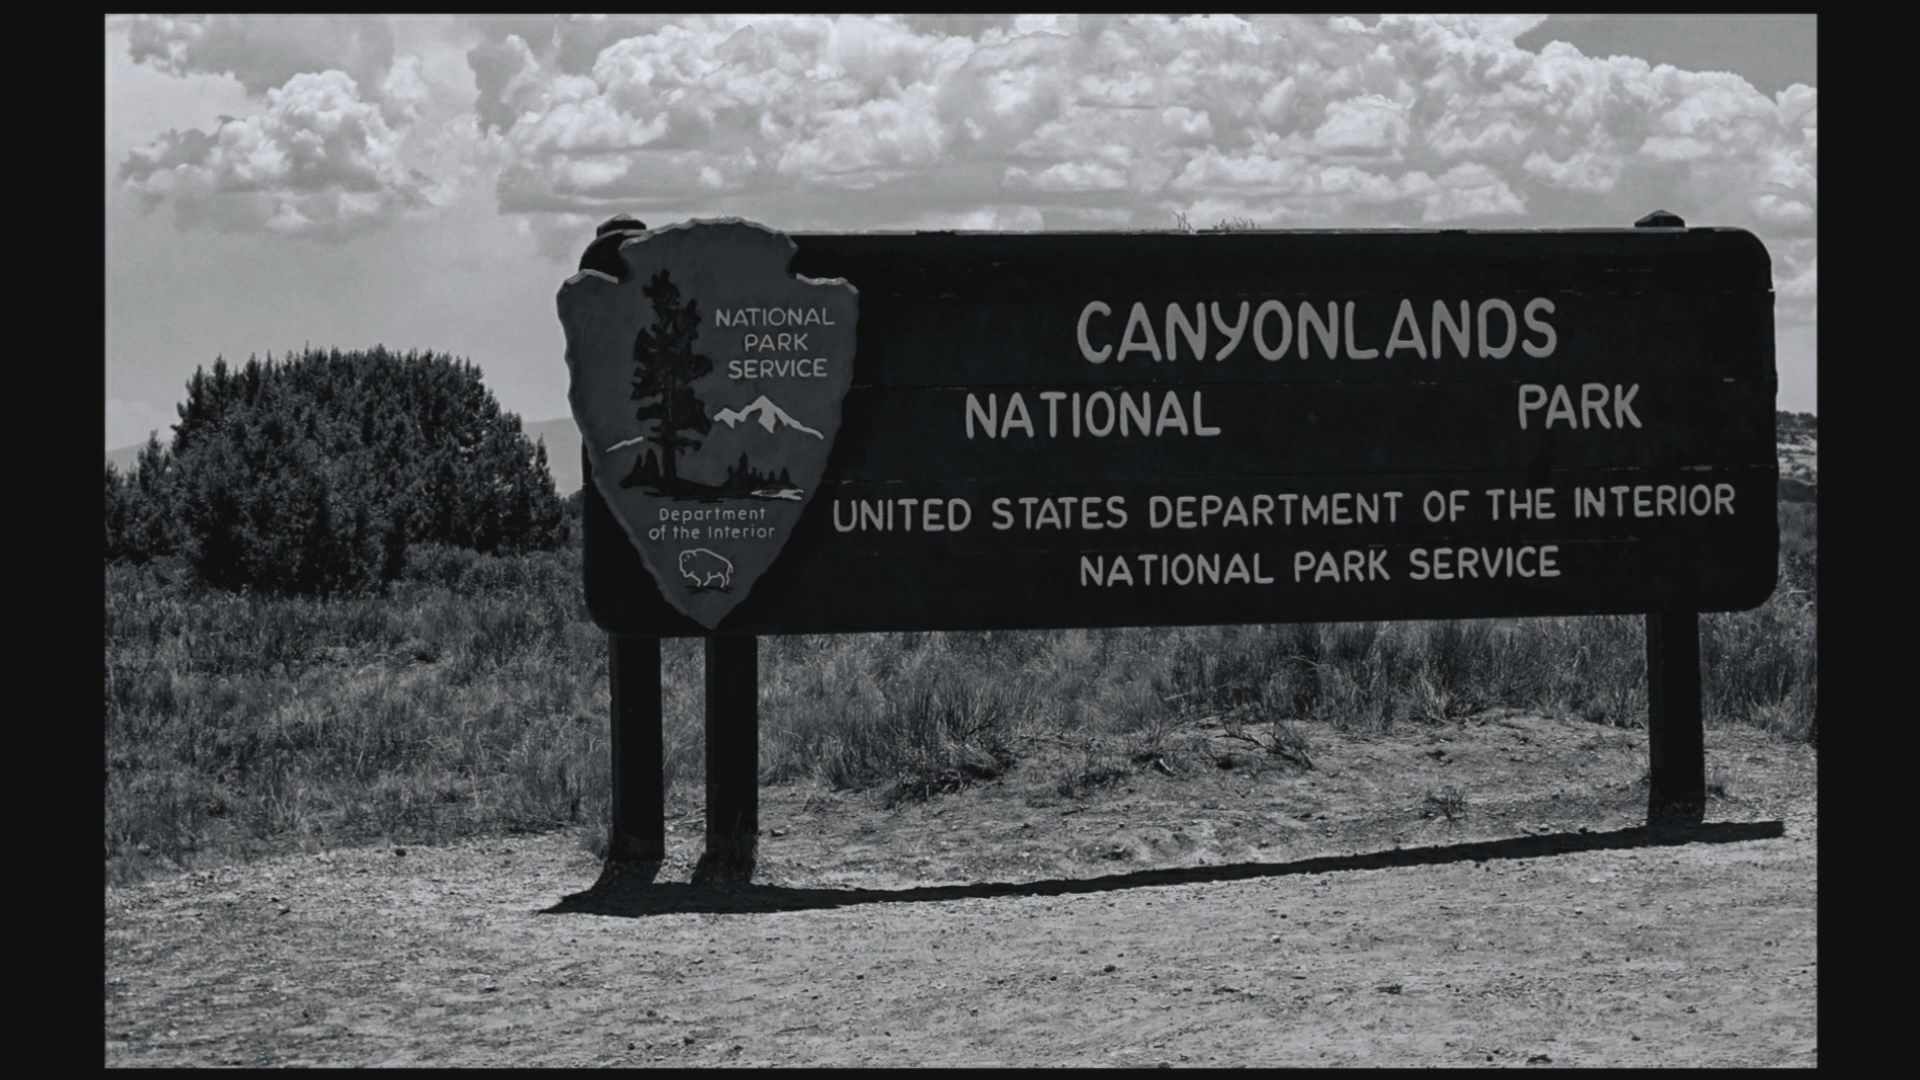 NATIONAL
PARK
SERVICE
Department
of the Interior
CANYONLANDS
NATIONAL PARK
UNITED STATES DEPARTMENT OF THE INTERIOR
NATIONAL PARK SERVICE